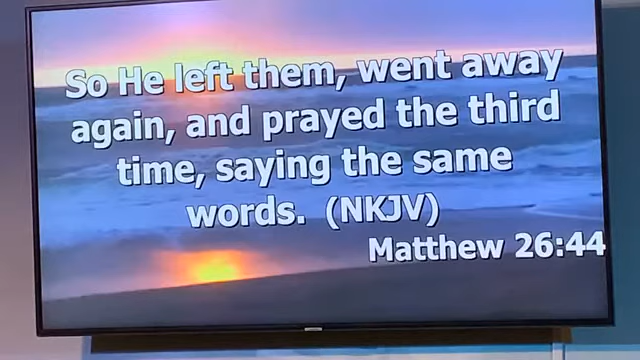 So He left them, went away
again, and prayed the third
time, saying the same
words. (NKJV)
Matthew 26:44